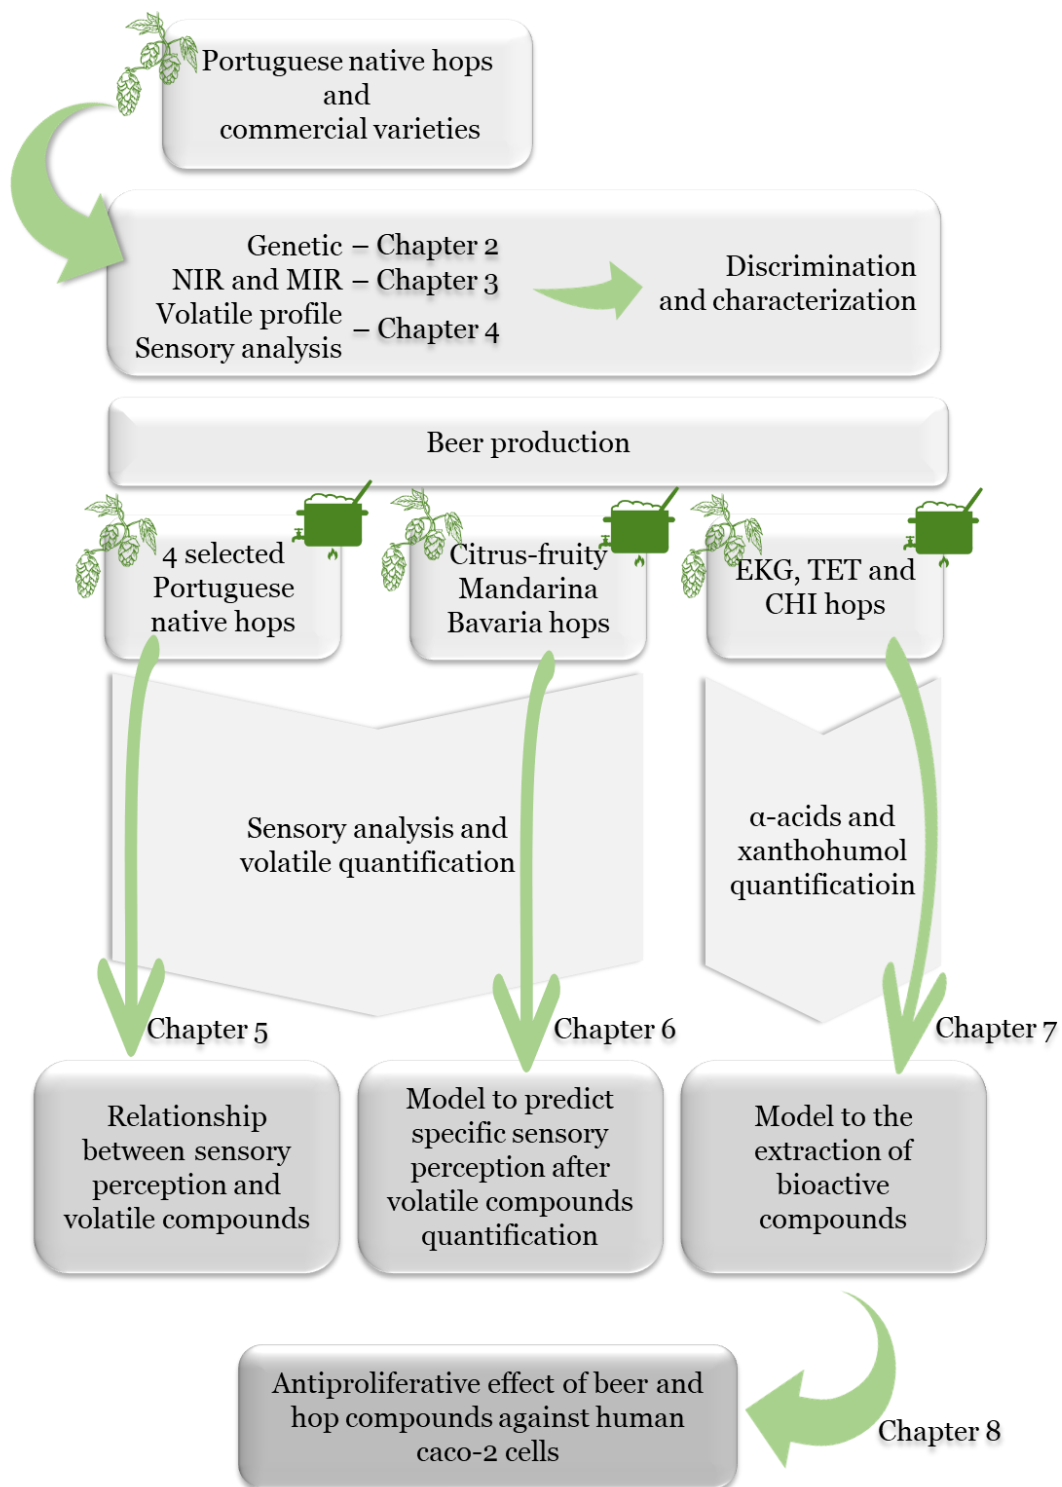 Portuguese native hops
and
commercial varieties
Genetic – Chapter 2
NIR and MIR – Chapter 3
Volatile profile
Sensory analysis
– Chapter 4
Discrimination
and characterization
Beer production
4 selected
Portuguese
native hops
Citrus-fruity
Mandarina
Bavaria hops
EKG, TET and
CHI hops
Sensory analysis and
volatile quantification
α-acids and
xanthohumol
quantificatioin
Chapter 5
Chapter 6
Chapter 7
Relationship
between sensory
perception and
volatile compounds
Model to predict
specific sensory
perception after
volatile compounds
quantification
Model to the
extraction of
bioactive
compounds
Antiproliferative effect of beer and
hop compounds against human
caco-2 cells
Chapter 8